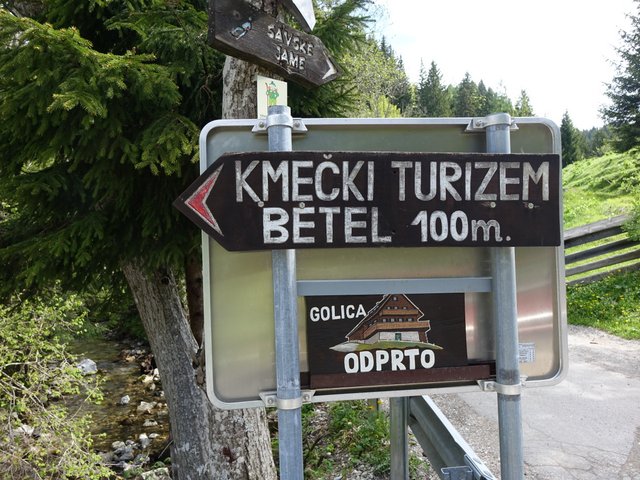 SAVSKE
JAME
KMEČKI TURIZEM
BETEL 100m.
GOLICA
ODPRTO